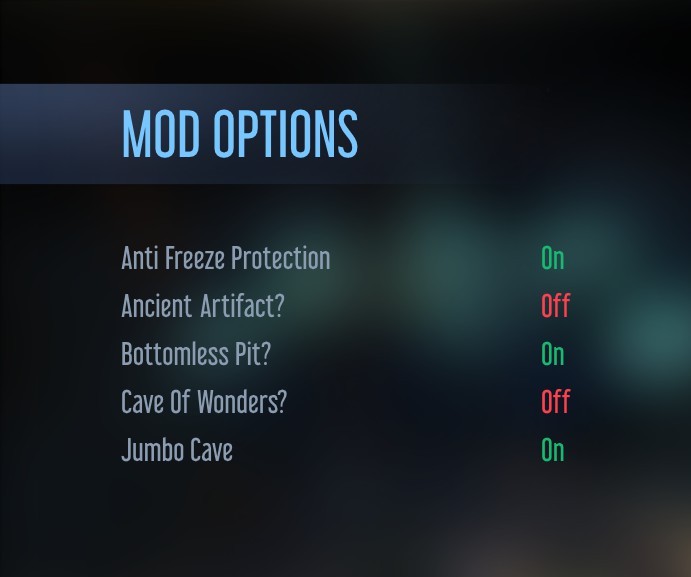 MOD OPTIONS
Anti Freeze Protection On
Ancient Artifact? Off
Bottomless Pit? On
Cave Of Wonders? Off
Jumbo Cave On